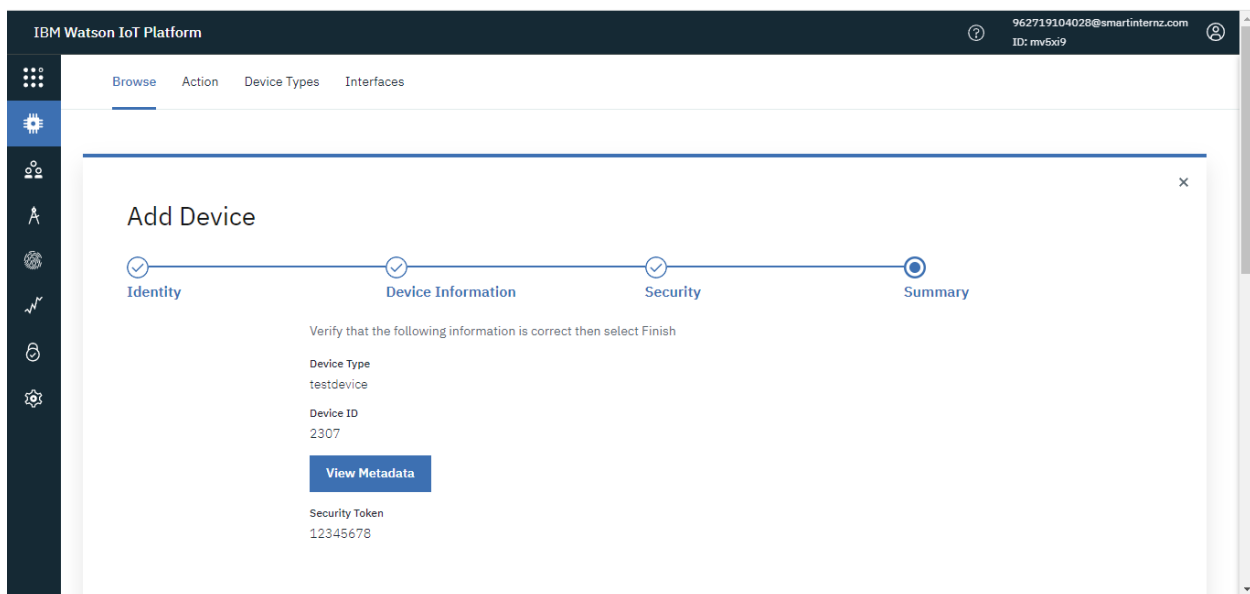 IBM Watson IoT Platform
962719104028@smartinternz.com
ID: mv5xi9
Browse Action Device Types Interfaces
Add Device
Identity Device Information Security Summary
Verify that the following information is correct then select Finish
Device Type
testdevice
Device ID
2307
View Metadata
Security Token
12345678